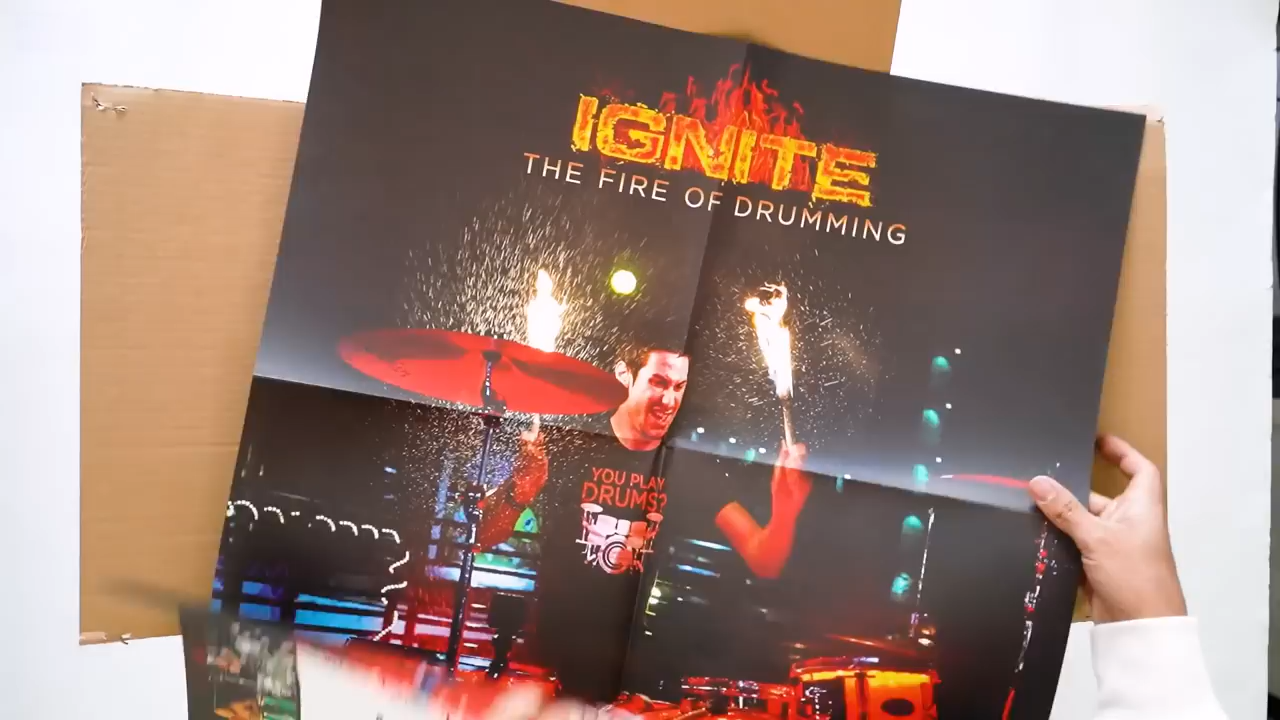 IGNITE
THE FIRE OF DRUMMING
YOU PLAY
DRUMS?